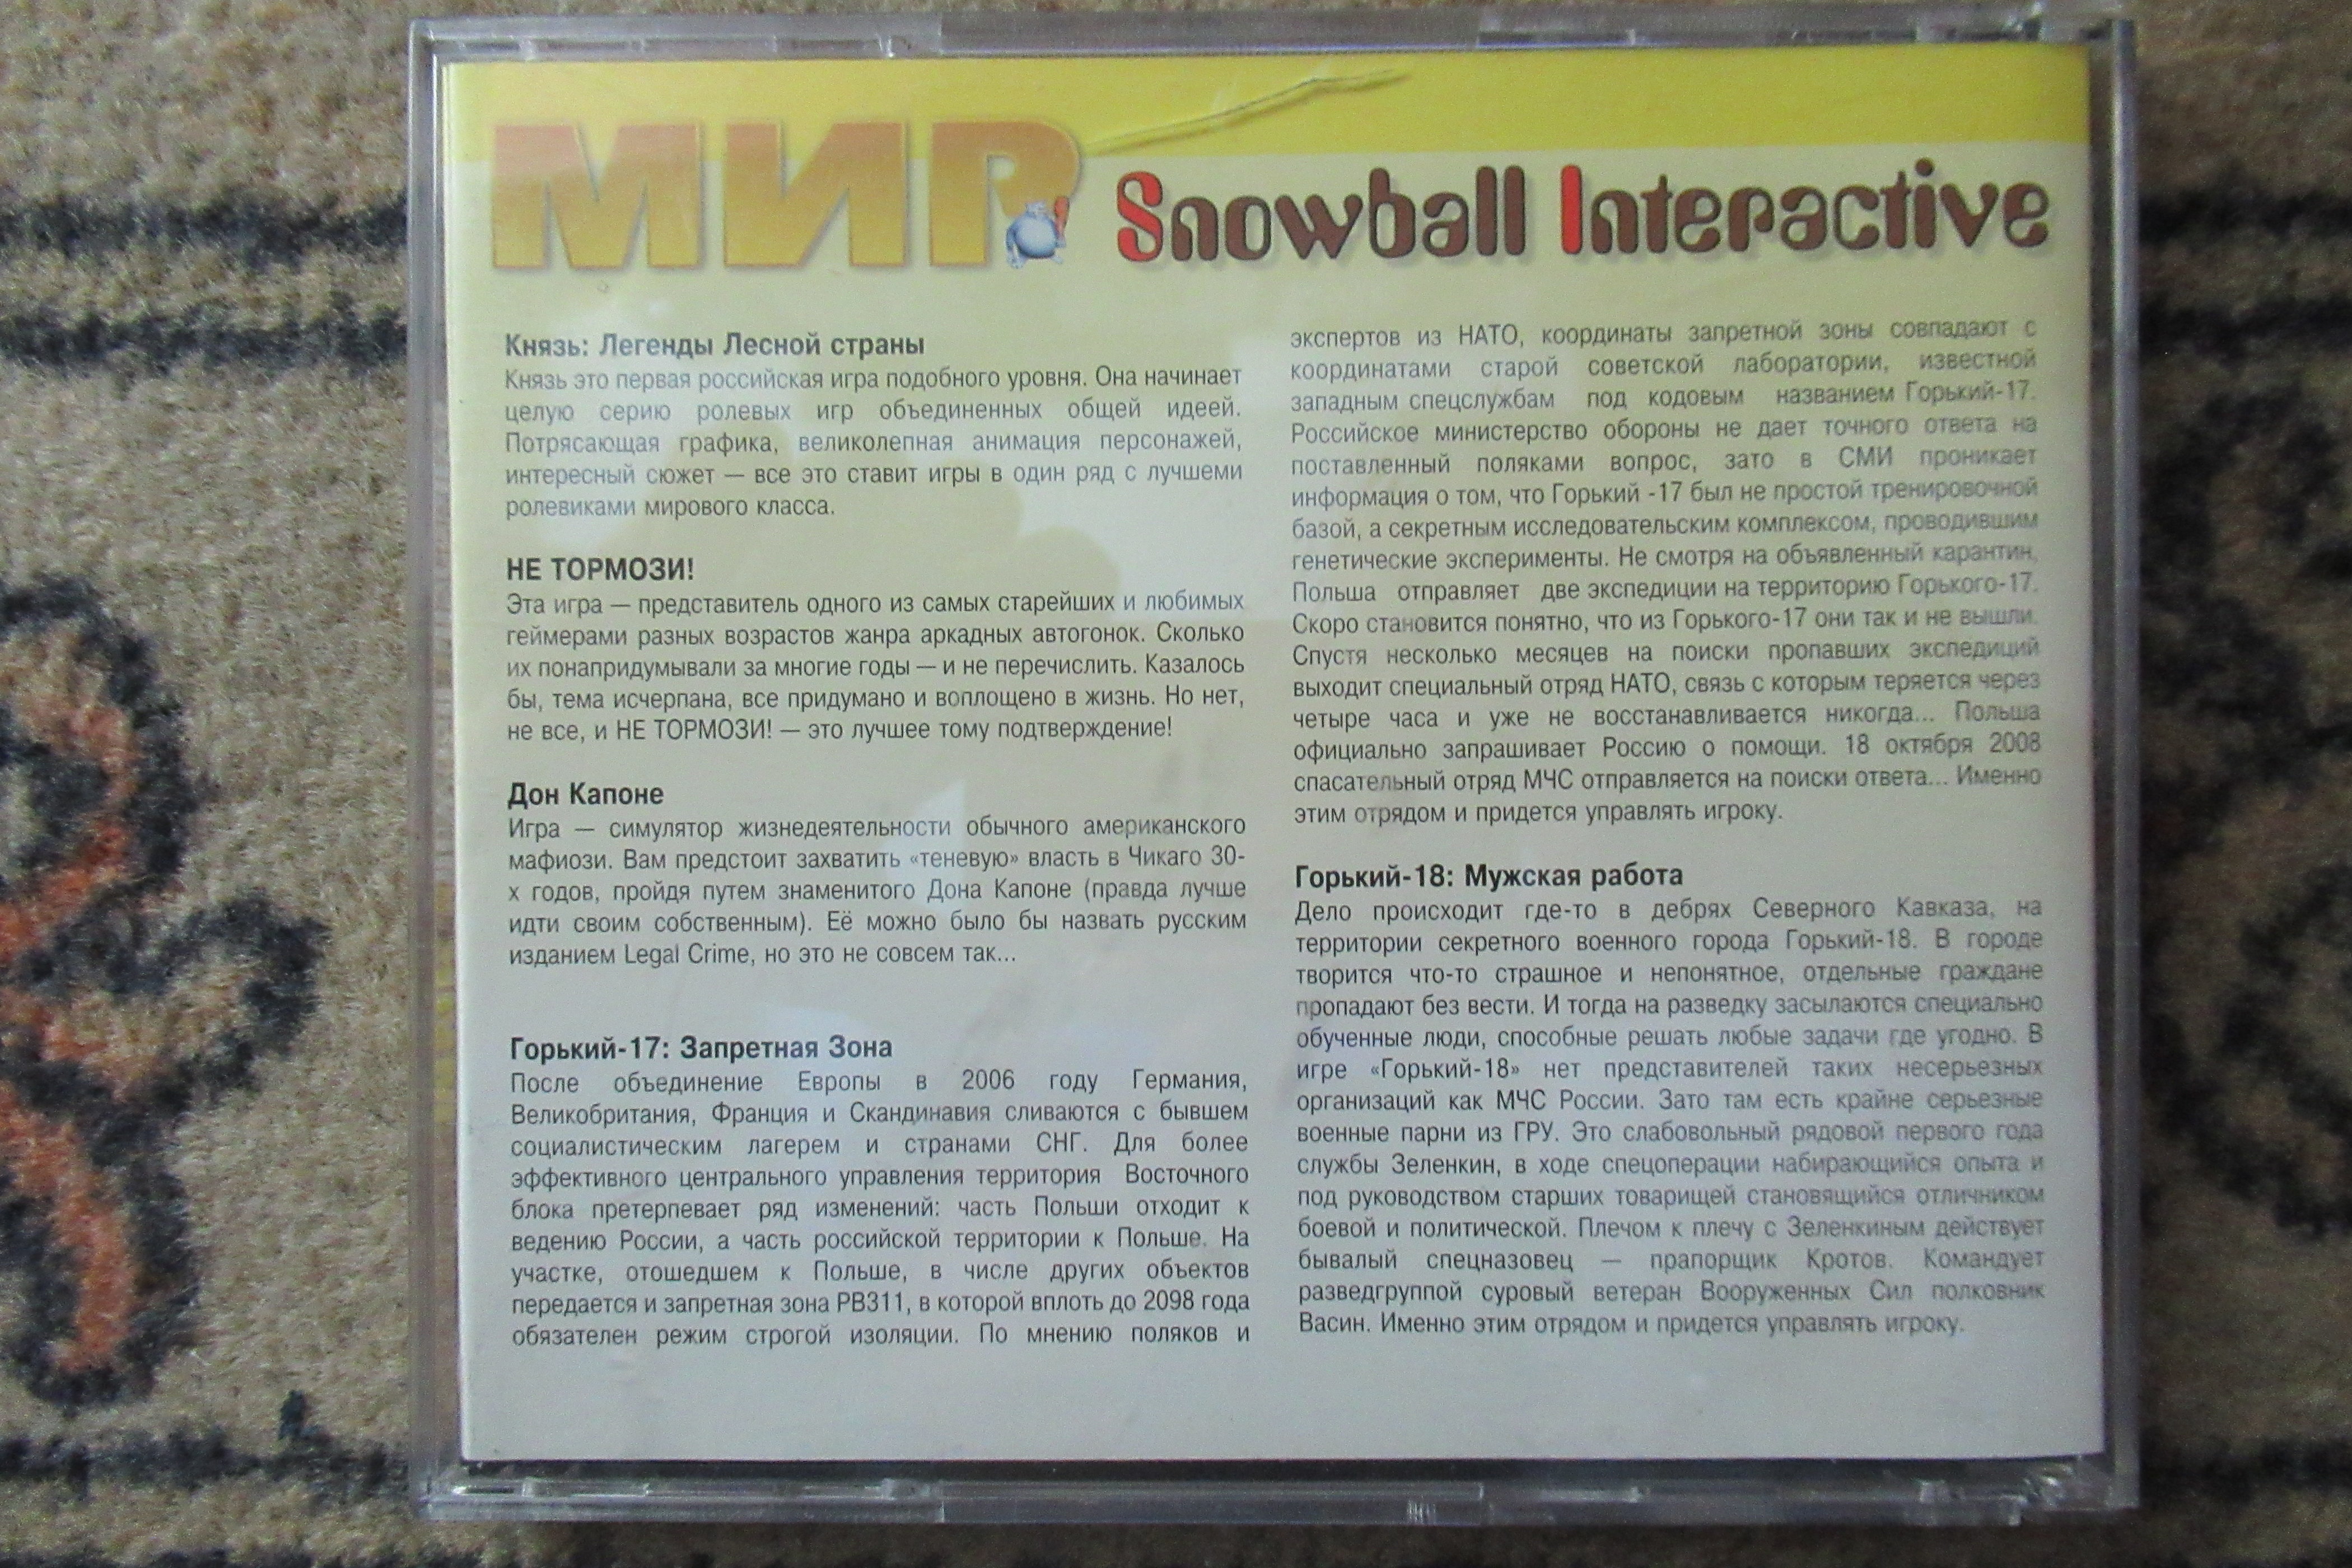 МИР
Snowball Interactive
Князь: Легенды Лесной страны
Князь это первая российская игра подобного уровня. Она начинает
целую серию ролевых игр объединенных общей идеей.
Потрясающая графика, великолепная анимация персонажей,
интересный сюжет — все это ставит игры в один ряд с лучшеми
ролевиками мирового класса.
НЕ ТОРМОЗИ!
Эта игра — представитель одного из самых старейших и любимых
геймерами разных возрастов жанра аркадных автогонок. Сколько
их понапридумывали за многие годы — и не перечислить. Казалось
бы, тема исчерпана, все придумано и воплощено в жизнь. Но нет,
не все, и НЕ ТОРМОЗИ! — это лучшее тому подтверждение!
Дон Капоне
Игра — симулятор жизнедеятельности обычного американского
мафиози. Вам предстоит захватить «теневую» власть в Чикаго 30-
х годов, пройдя путем знаменитого Дона Капоне (правда лучше
идти своим собственным). Её можно было бы назвать русским
изданием Legal Crime, но это не совсем так...
Горький-17: Запретная Зона
После объединение Европы в 2006 году Германия,
Великобритания, Франция и Скандинавия сливаются с бывшем
социалистическим лагерем и странами СНГ. Для более
эффективного центрального управления территория Восточного
блока претерпевает ряд изменений: часть Польши отходит к
ведению России, а часть российской территории к Польше. На
участке, отошедшем к Польше, в числе других объектов
передается и запретная зона РВ311, в которой вплоть до 2098 года
обязателен режим строгой изоляции. По мнению поляков и
экспертов из НАТО, координаты запретной зоны совпадают с
координатами старой советской лаборатории, известной
западным спецслужбам под кодовым названием Горький-17.
Российское министерство обороны не дает точного ответа на
поставленный поляками вопрос, зато в СМИ проникает
информация о том, что Горький -17 был не простой тренировочной
базой, а секретным исследовательским комплексом, проводившим
генетические эксперименты. Не смотря на объявленный карантин,
Польша отправляет две экспедиции на территорию Горького-17.
Скоро становится понятно, что из Горького-17 они так и не вышли.
Спустя несколько месяцев на поиски пропавших экспедиций
выходит специальный отряд НАТО, связь с которым теряется через
четыре часа и уже не восстанавливается никогда... Польша
официально запрашивает Россию о помощи. 18 октября 2008
спасательный отряд МЧС отправляется на поиски ответа... Именно
этим отрядом и придется управлять игроку.
Горький-18: Мужская работа
Дело происходит где-то в дебрях Северного Кавказа, на
территории секретного военного города Горький-18. В городе
творится что-то страшное и непонятное, отдельные граждане
пропадают без вести. И тогда на разведку засылаются специально
обученные люди, способные решать любые задачи где угодно. В
игре «Горький-18» нет представителей таких несерьезных
организаций как МЧС России. Зато там есть крайне серьезные
военные парни из ГРУ. Это слабовольный рядовой первого года
службы Зеленкин, в ходе спецоперации набирающийся опыта и
под руководством старших товарищей становящийся отличником
боевой и политической. Плечом к плечу с Зеленкиным действует
бывалый спецназовец — прапорщик Кротов. Командует
разведгруппой суровый ветеран Вооруженных Сил полковник
Васин. Именно этим отрядом и придется управлять игроку.